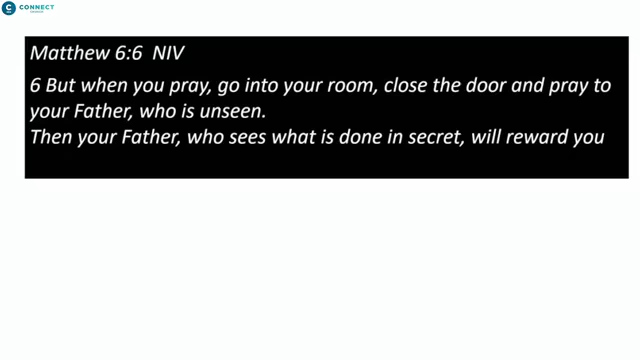 C
CONNECT
Matthew 6:6 NIV
6 But when you pray, go into your room, close the door and pray to
your Father, who is unseen.
Then your Father, who sees what is done in secret, will reward you